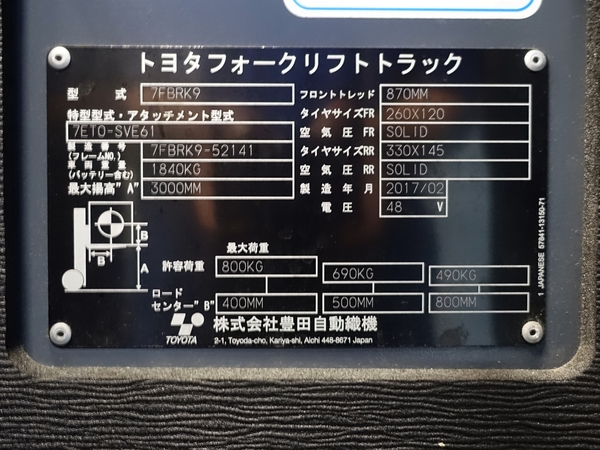 トヨタフォークリフトトラック
型式 7FBRK9 フロントトレッド 870MM
特型型式・アタッチメント型式 タイヤサイズFR 260X120
7ETO-SVE61 空気圧FR SOLID
製造番号(フレームNO.) 7FBRK9-52141 タイヤサイズRR 330X145
車両重量(バッテリー含む) 1840KG 空気圧RR SOLID
最大揚高"A" 3000MM 製造年月 2017/02
電圧 48 V
B
B
A
最大荷重
許容荷重 800KG 690KG 490KG
ロードセンター"B" 400MM 500MM 800MM
TOYOTA 株式会社豊田自動織機
2-1, Toyoda-cho, Kariya-shi, Aichi 448-8671 Japan
1 JAPANESE 57841-13150-71